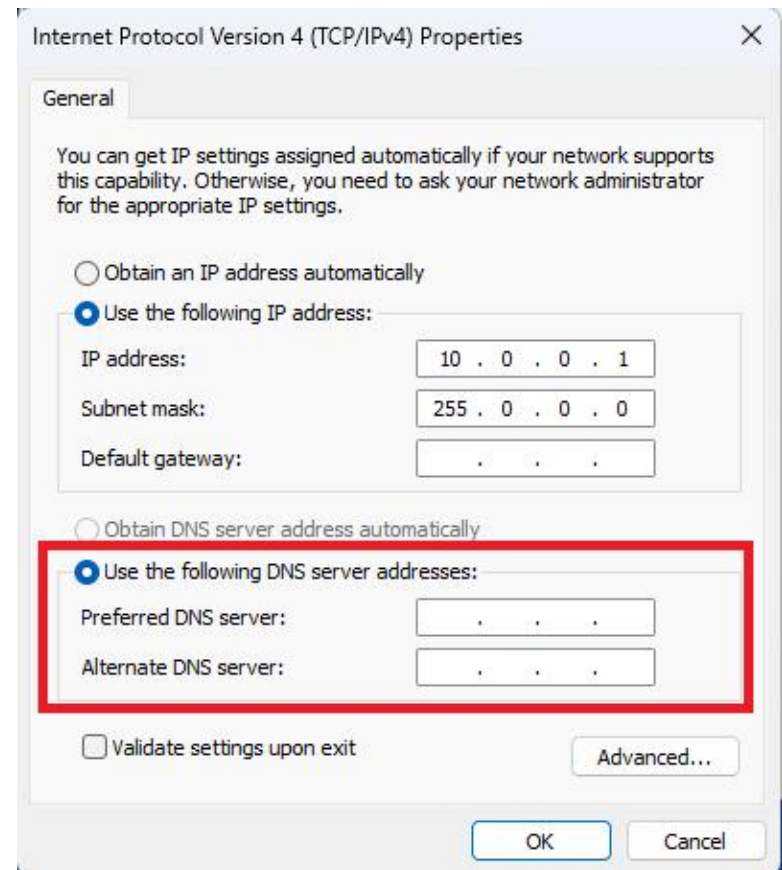 Internet Protocol Version 4 (TCP/IPv4) Properties
General
You can get IP settings assigned automatically if your network supports
this capability. Otherwise, you need to ask your network administrator
for the appropriate IP settings.
Obtain an IP address automatically
Use the following IP address:
IP address: 10 . 0 . 0 . 1
Subnet mask: 255 . 0 . 0 . 0
Default gateway: . . .
Obtain DNS server address automatically
Use the following DNS server addresses:
Preferred DNS server: . . .
Alternate DNS server: . . .
Validate settings upon exit
Advanced...
OK Cancel